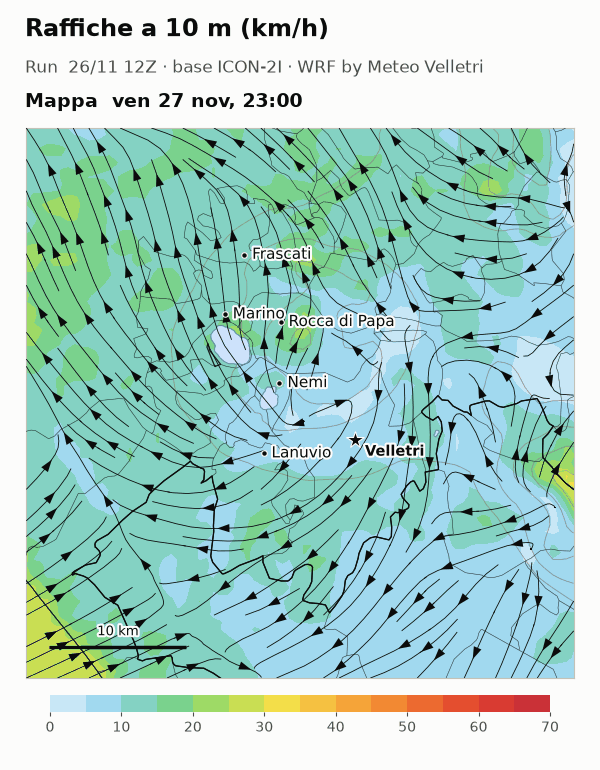 Raffiche a 10 m (km/h)
Run  26/11 12Z · base ICON-2I · WRF by Meteo Velletri
Mappa  ven 27 nov, 23:00
Frascati
Marino
Rocca di Papa
Nemi
Velletri
Lanuvio
10 km
0 10 20 30 40 50 60 70